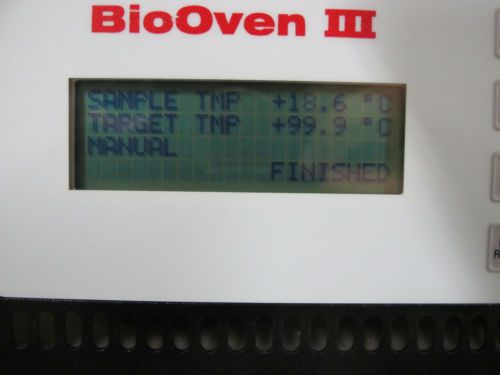 BioOven III
SAMPLE TMP +18.6 °C
TARGET TMP +99.9 °C
MANUAL
FINISHED
R